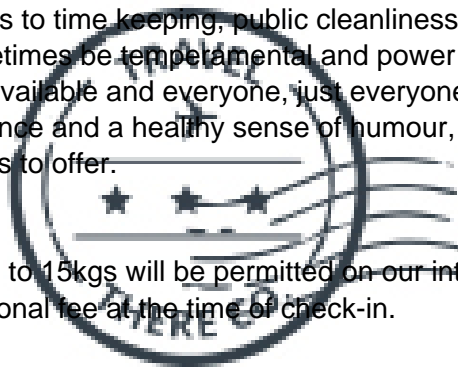 s to time keeping, public cleanliness
etimes be temperamental and power
vailable and everyone, just everyone
nce and a healthy sense of humour,
s to offer.
to 15kgs will be permitted on our int
onal fee at the time of check-in.
TRAVEL
THERE